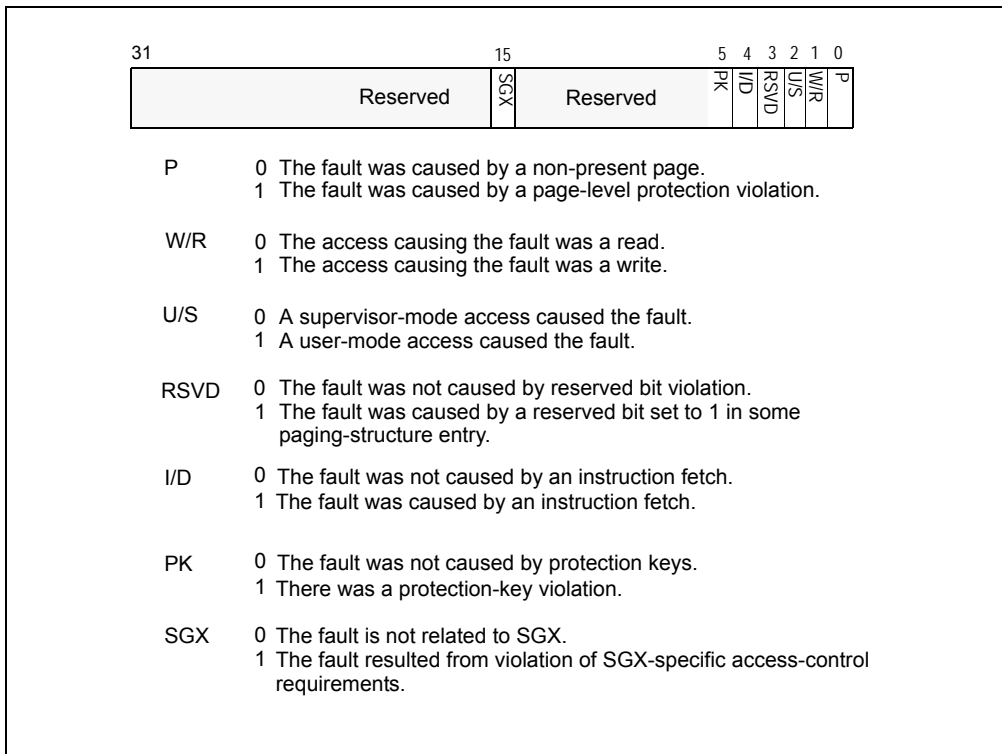 31 15 5 4 3 2 1 0
Reserved SGX Reserved PK I/D RSVD U/S W/R P
P 0 The fault was caused by a non-present page.
1 The fault was caused by a page-level protection violation.
W/R 0 The access causing the fault was a read.
1 The access causing the fault was a write.
U/S 0 A supervisor-mode access caused the fault.
1 A user-mode access caused the fault.
RSVD 0 The fault was not caused by reserved bit violation.
1 The fault was caused by a reserved bit set to 1 in some
paging-structure entry.
I/D 0 The fault was not caused by an instruction fetch.
1 The fault was caused by an instruction fetch.
PK 0 The fault was not caused by protection keys.
1 There was a protection-key violation.
SGX 0 The fault is not related to SGX.
1 The fault resulted from violation of SGX-specific access-control
requirements.